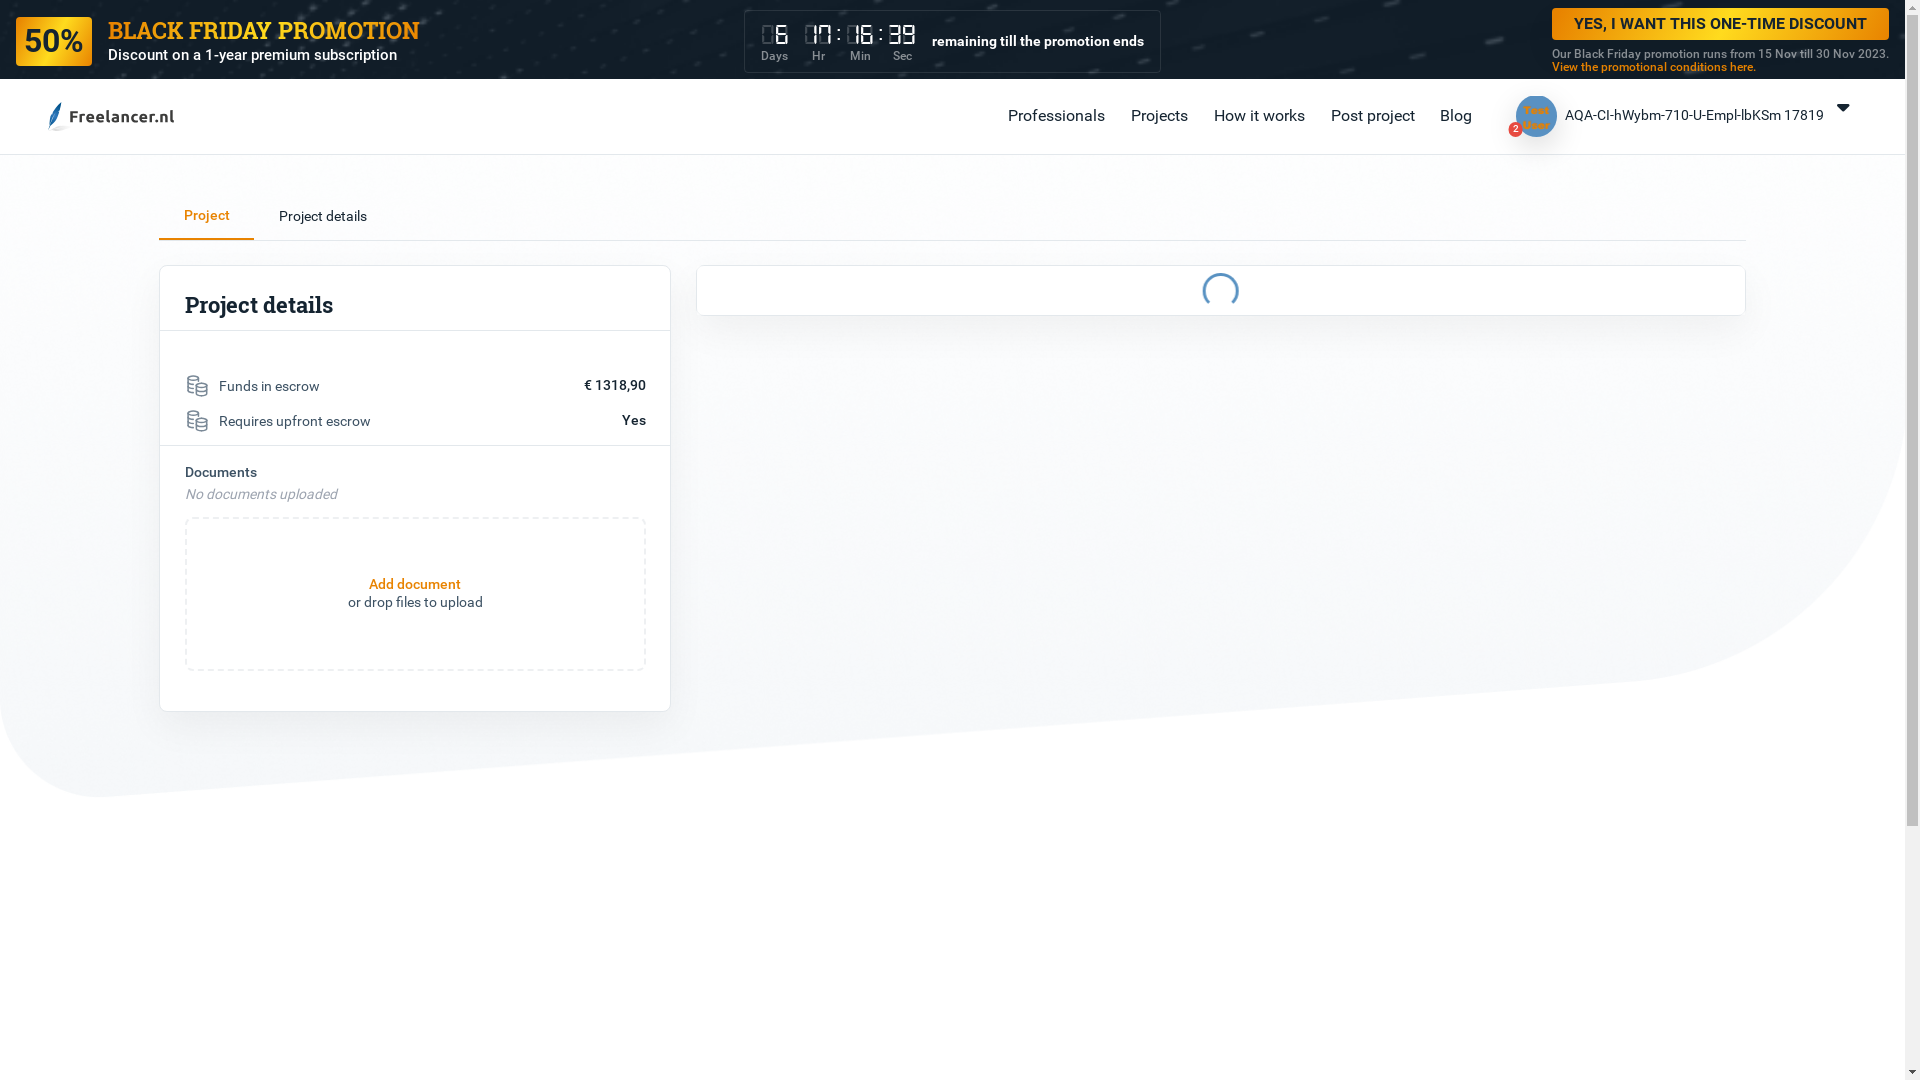 50%
BLACK FRIDAY PROMOTION
Discount on a 1-year premium subscription
6 17 : 16 : 39
Days Hr Min Sec
remaining till the promotion ends
YES, I WANT THIS ONE-TIME DISCOUNT
Our Black Friday promotion runs from 15 Nov till 30 Nov 2023.
View the promotional conditions here.
Freelancer.nl
Professionals
Projects
How it works
Post project
Blog
Test
User
2
AQA-CI-hWybm-710-U-Empl-lbKSm 17819
Project
Project details
Project details
Funds in escrow
€ 1318,90
Requires upfront escrow
Yes
Documents
No documents uploaded
Add document
or drop files to upload